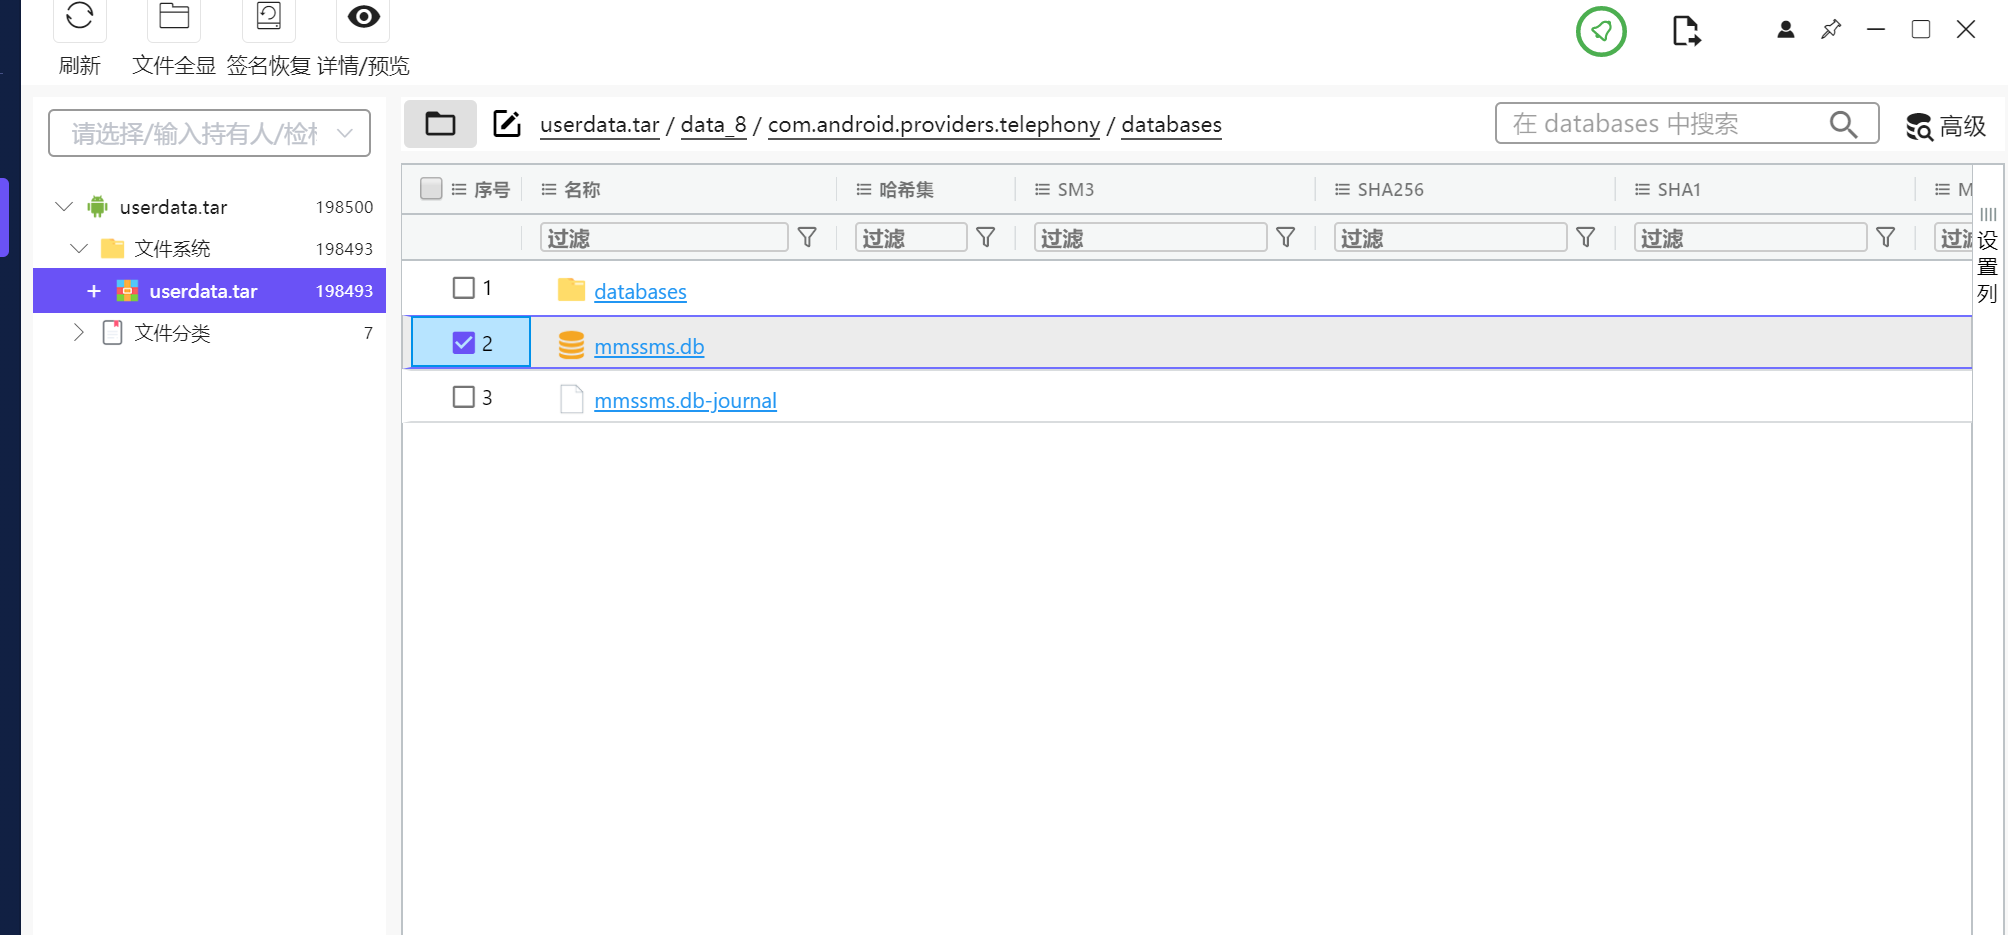 刷新 文件全显 签名恢复 详情/预览
请选择/输入持有人/检
userdata.tar / data_8 / com.android.providers.telephony / databases
在 databases 中搜索
高级
userdata.tar 198500
文件系统 198493
+ userdata.tar 198493
文件分类 7
序号 名称 哈希集 SM3 SHA256 SHA1 M
过滤 过滤 过滤 过滤 过滤 过滤
1 databases
2 mmssms.db
3 mmssms.db-journal
设
置
列